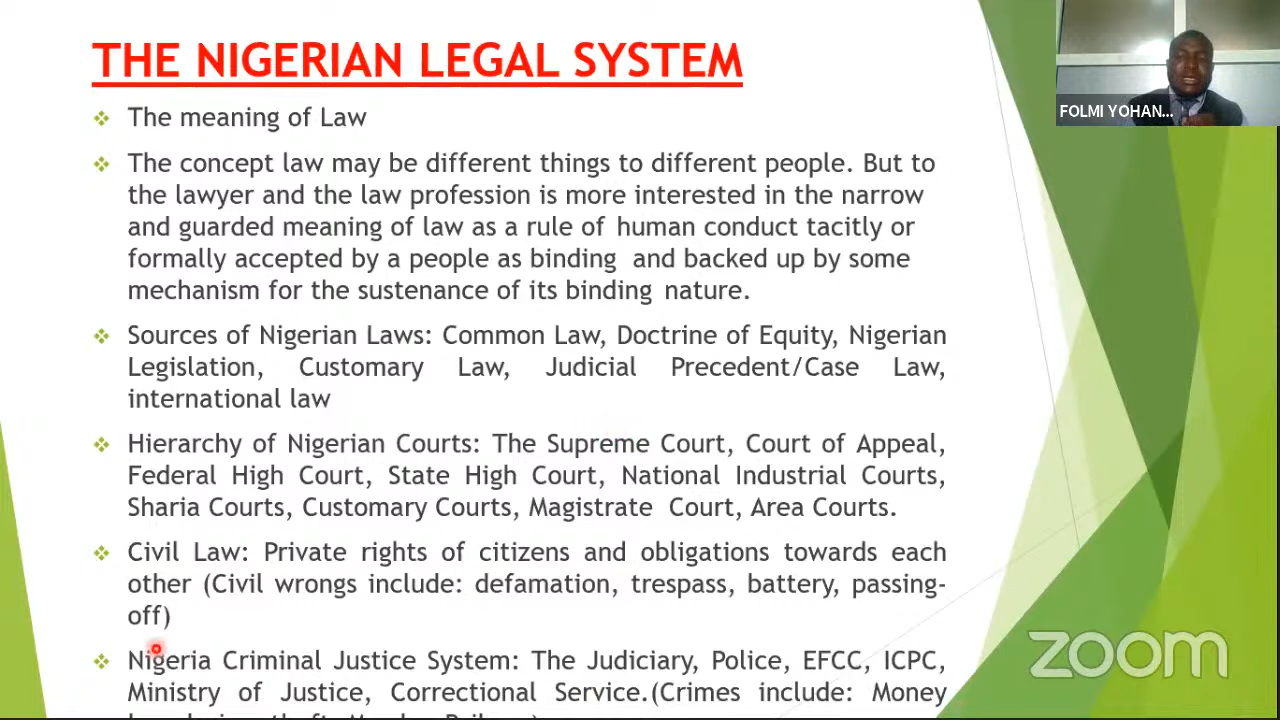 THE NIGERIAN LEGAL SYSTEM
FOLMI YOHAN...
The meaning of Law
The concept law may be different things to different people. But to
the lawyer and the law profession is more interested in the narrow
and guarded meaning of law as a rule of human conduct tacitly or
formally accepted by a people as binding and backed up by some
mechanism for the sustenance of its binding nature.
Sources of Nigerian Laws: Common Law, Doctrine of Equity, Nigerian
Legislation, Customary Law, Judicial Precedent/Case Law,
international law
Hierarchy of Nigerian Courts: The Supreme Court, Court of Appeal,
Federal High Court, State High Court, National Industrial Courts,
Sharia Courts, Customary Courts, Magistrate Court, Area Courts.
Civil Law: Private rights of citizens and obligations towards each
other (Civil wrongs include: defamation, trespass, battery, passing-
off)
Nigeria Criminal Justice System: The Judiciary, Police, EFCC, ICPC,
Ministry of Justice, Correctional Service.(Crimes include: Money
zoom